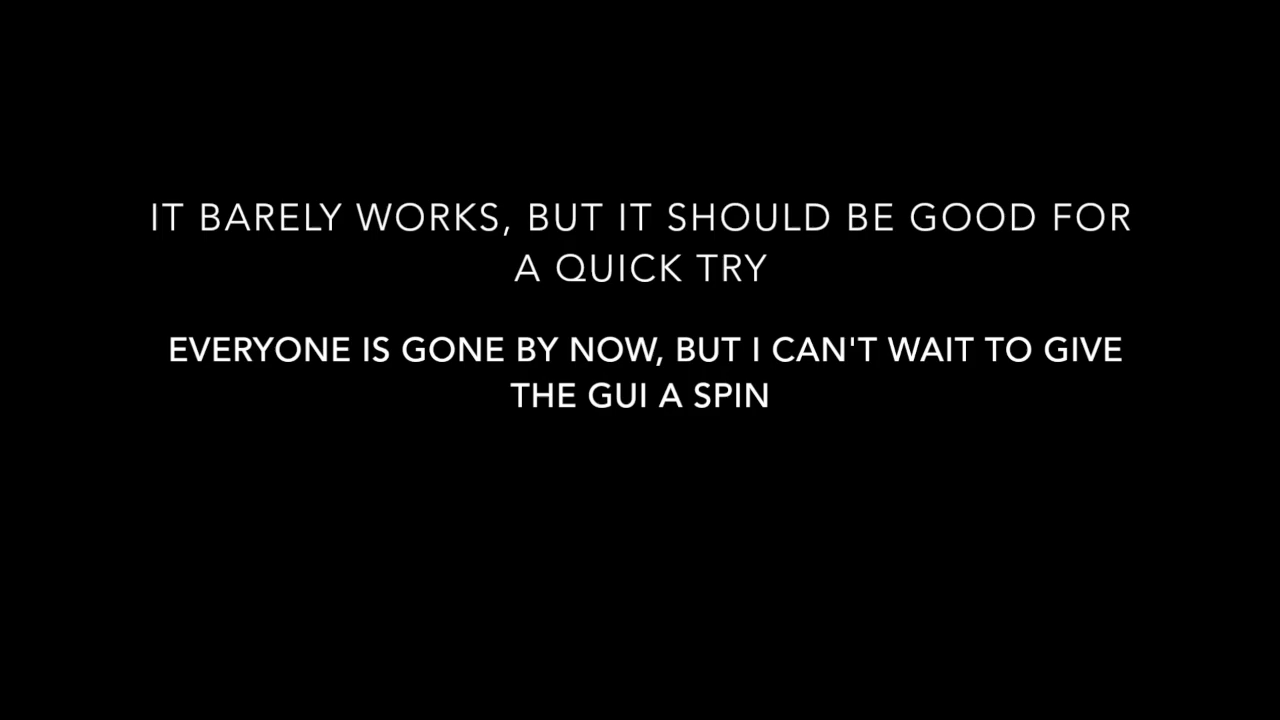 IT BARELY WORKS, BUT IT SHOULD BE GOOD FOR
A QUICK TRY
EVERYONE IS GONE BY NOW, BUT I CAN'T WAIT TO GIVE
THE GUI A SPIN